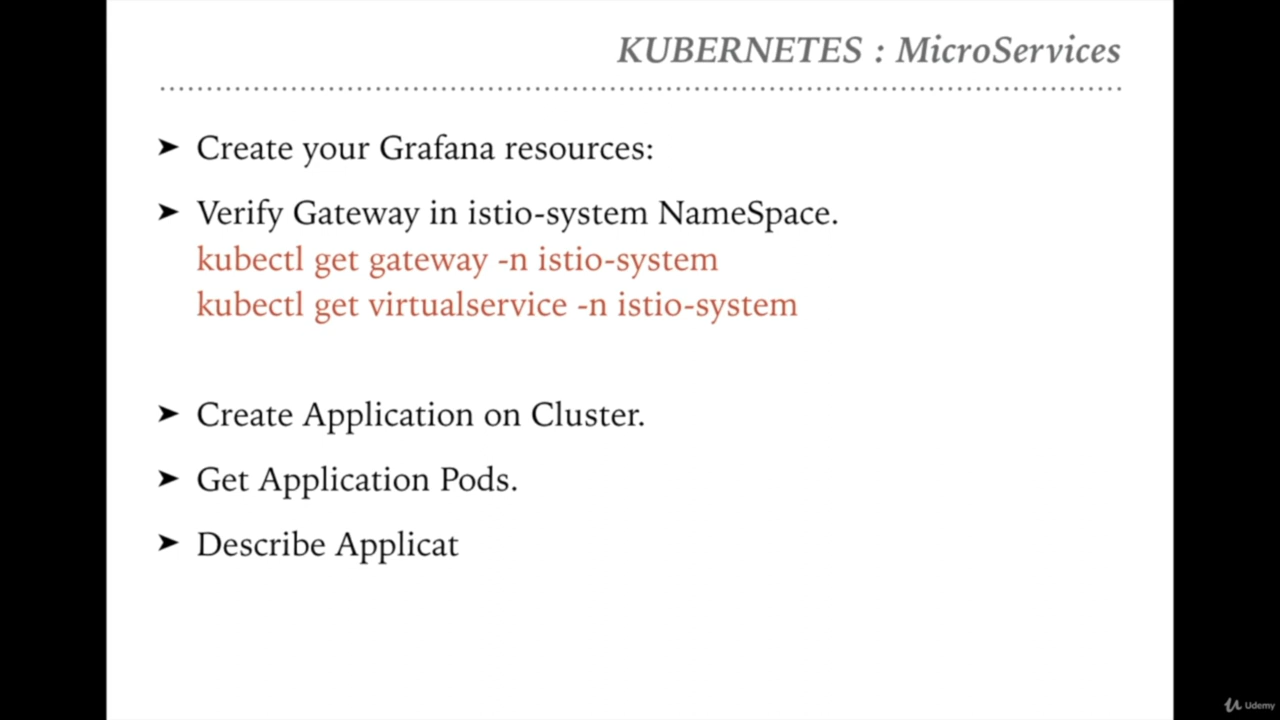 KUBERNETES : MicroServices
➤ Create your Grafana resources:
➤ Verify Gateway in istio-system NameSpace.
kubectl get gateway -n istio-system
kubectl get virtualservice -n istio-system
➤ Create Application on Cluster.
➤ Get Application Pods.
➤ Describe Applicat
Udemy